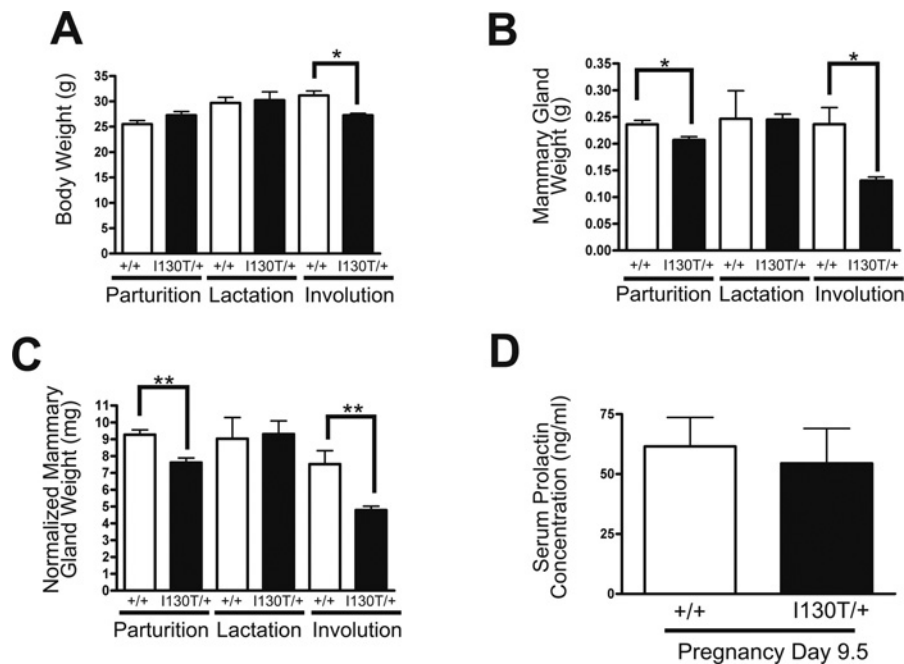 A
Body Weight (g)
35
30
25
20
15
10
5
0
*
+/+ I130T/+ +/+ I130T/+ +/+ I130T/+
Parturition Lactation Involution
B
Mammary Gland
Weight (g)
0.35
0.30
0.25
0.20
0.15
0.10
0.05
0.00
* *
+/+ I130T/+ +/+ I130T/+ +/+ I130T/+
Parturition Lactation Involution
C
Normalized Mammary
Gland Weight (mg)
11
10
9
8
7
6
5
4
3
2
1
0
** **
+/+ I130T/+ +/+ I130T/+ +/+ I130T/+
Parturition Lactation Involution
D
Serum Prolactin
Concentration (ng/ml)
75
50
25
0
+/+ I130T/+
Pregnancy Day 9.5